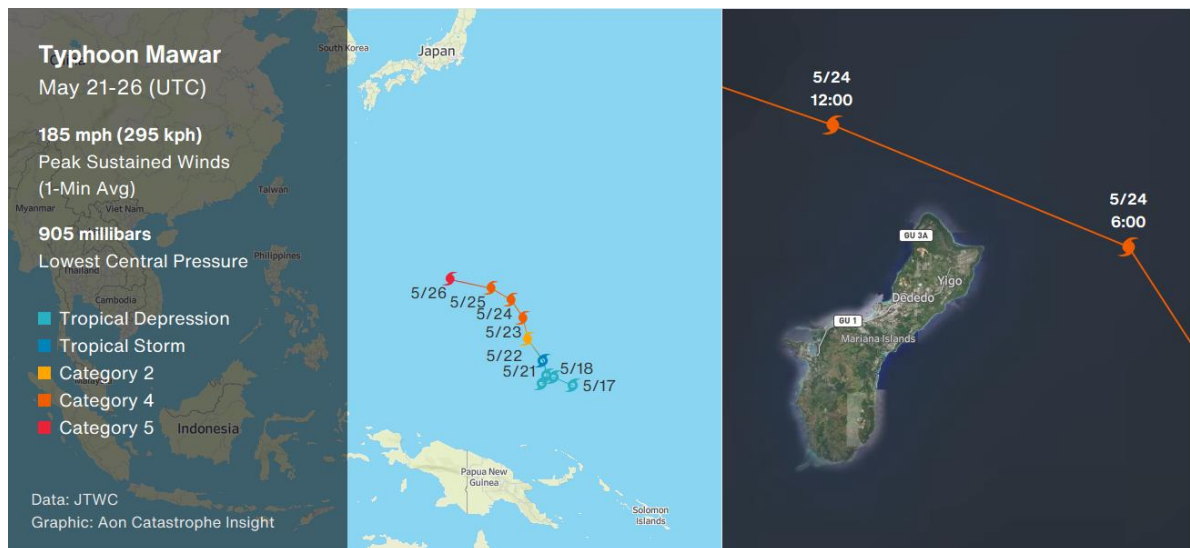 Typhoon Mawar
May 21-26 (UTC)
185 mph (295 kph)
Peak Sustained Winds
(1-Min Avg)
905 millibars
Lowest Central Pressure
Tropical Depression
Tropical Storm
Category 2
Category 4
Category 5
Data: JTWC
Graphic: Aon Catastrophe Insight
South Korea
Japan
Taiwan
Myanmar
Viet Nam
Philippines
Thailand
Cambodia
Indonesia
5/26
5/25
5/24
5/23
5/22
5/21
5/18
5/17
Papua New
Guinea
Solomon
Islands
5/24
12:00
5/24
6:00
GU 3A
Yigo
Dededo
GU 1
Mariana Islands